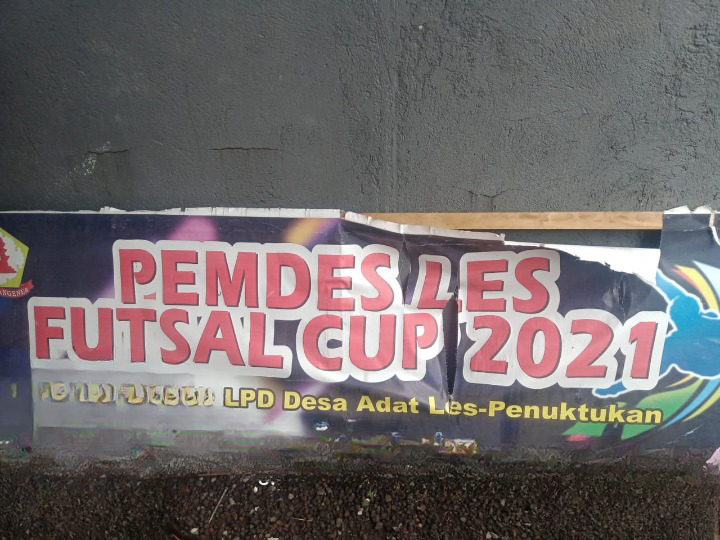 PEMDES LES
FUTSAL CUP 2021
LPD Desa Adat Les-Penuktukan